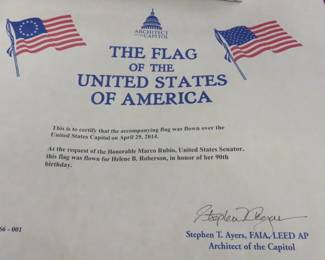 ARCHITECT
OF THE
CAPITOL
THE FLAG
OF THE
UNITED STATES
OF AMERICA
This is to certify that the accompanying flag was flown over the
United States Capitol on April 29, 2014.
At the request of the Honorable Marco Rubio, United States Senator,
this flag was flown for Helene B. Roberson, in honor of her 90th
birthday.
Stephen T. Ayers
Stephen T. Ayers, FAIA, LEED AP
Architect of the Capitol
66 - 001